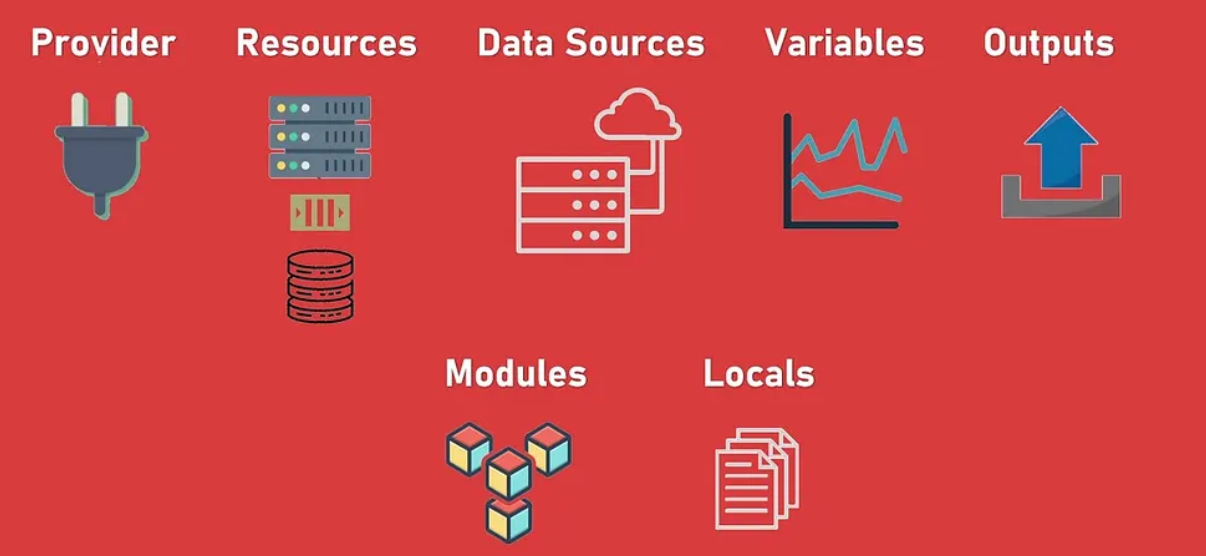 Provider
Resources
Data Sources
Variables
Outputs
Modules
Locals